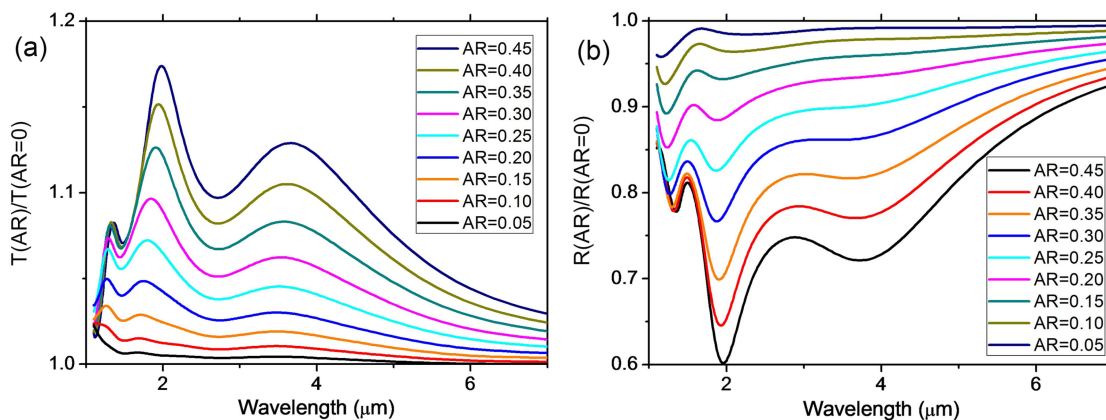 (a)
T(AR)/T(AR=0)
1.2
1.1
1.0
2
4
6
Wavelength (μm)
AR=0.45
AR=0.40
AR=0.35
AR=0.30
AR=0.25
AR=0.20
AR=0.15
AR=0.10
AR=0.05
(b)
R(AR)/R(AR=0)
1.0
0.9
0.8
0.7
0.6
2
4
6
Wavelength (μm)
AR=0.45
AR=0.40
AR=0.35
AR=0.30
AR=0.25
AR=0.20
AR=0.15
AR=0.10
AR=0.05